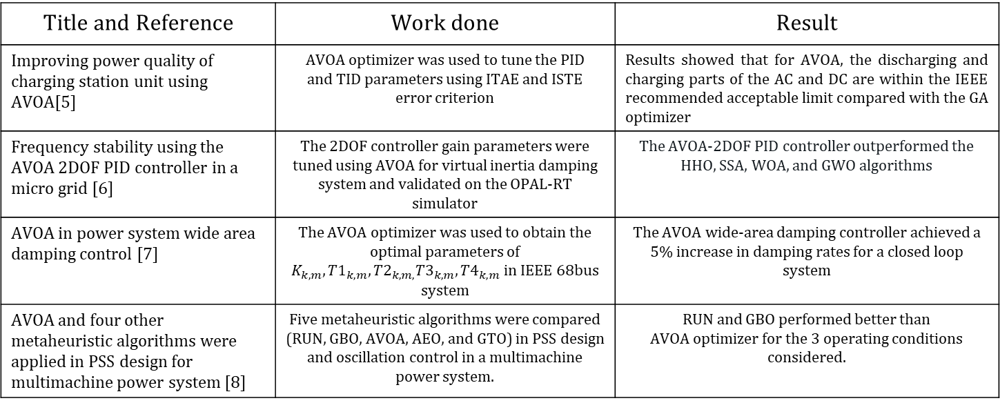 Title and Reference
Work done
Result
Improving power quality of
charging station unit using
AVOA[5]
AVOA optimizer was used to tune the PID
and TID parameters using ITAE and ISTE
error criterion
Results showed that for AVOA, the discharging and
charging parts of the AC and DC are within the IEEE
recommended acceptable limit compared with the GA
optimizer
Frequency stability using the
AVOA 2DOF PID controller in a
micro grid [6]
The 2DOF controller gain parameters were
tuned using AVOA for virtual inertia damping
system and validated on the OPAL-RT
simulator
The AVOA-2DOF PID controller outperformed the
HHO, SSA, WOA, and GWO algorithms
AVOA in power system wide area
damping control [7]
The AVOA optimizer was used to obtain the
optimal parameters of
K_{k,m}, T1_{k,m}, T2_{k,m,} T3_{k,m}, T4_{k,m} in IEEE 68bus
system
The AVOA wide-area damping controller achieved a
5% increase in damping rates for a closed loop
system
AVOA and four other
metaheuristic algorithms were
applied in PSS design for
multimachine power system [8]
Five metaheuristic algorithms were compared
(RUN, GBO, AVOA, AEO, and GTO) in PSS design
and oscillation control in a multimachine
power system.
RUN and GBO performed better than
AVOA optimizer for the 3 operating conditions
considered.